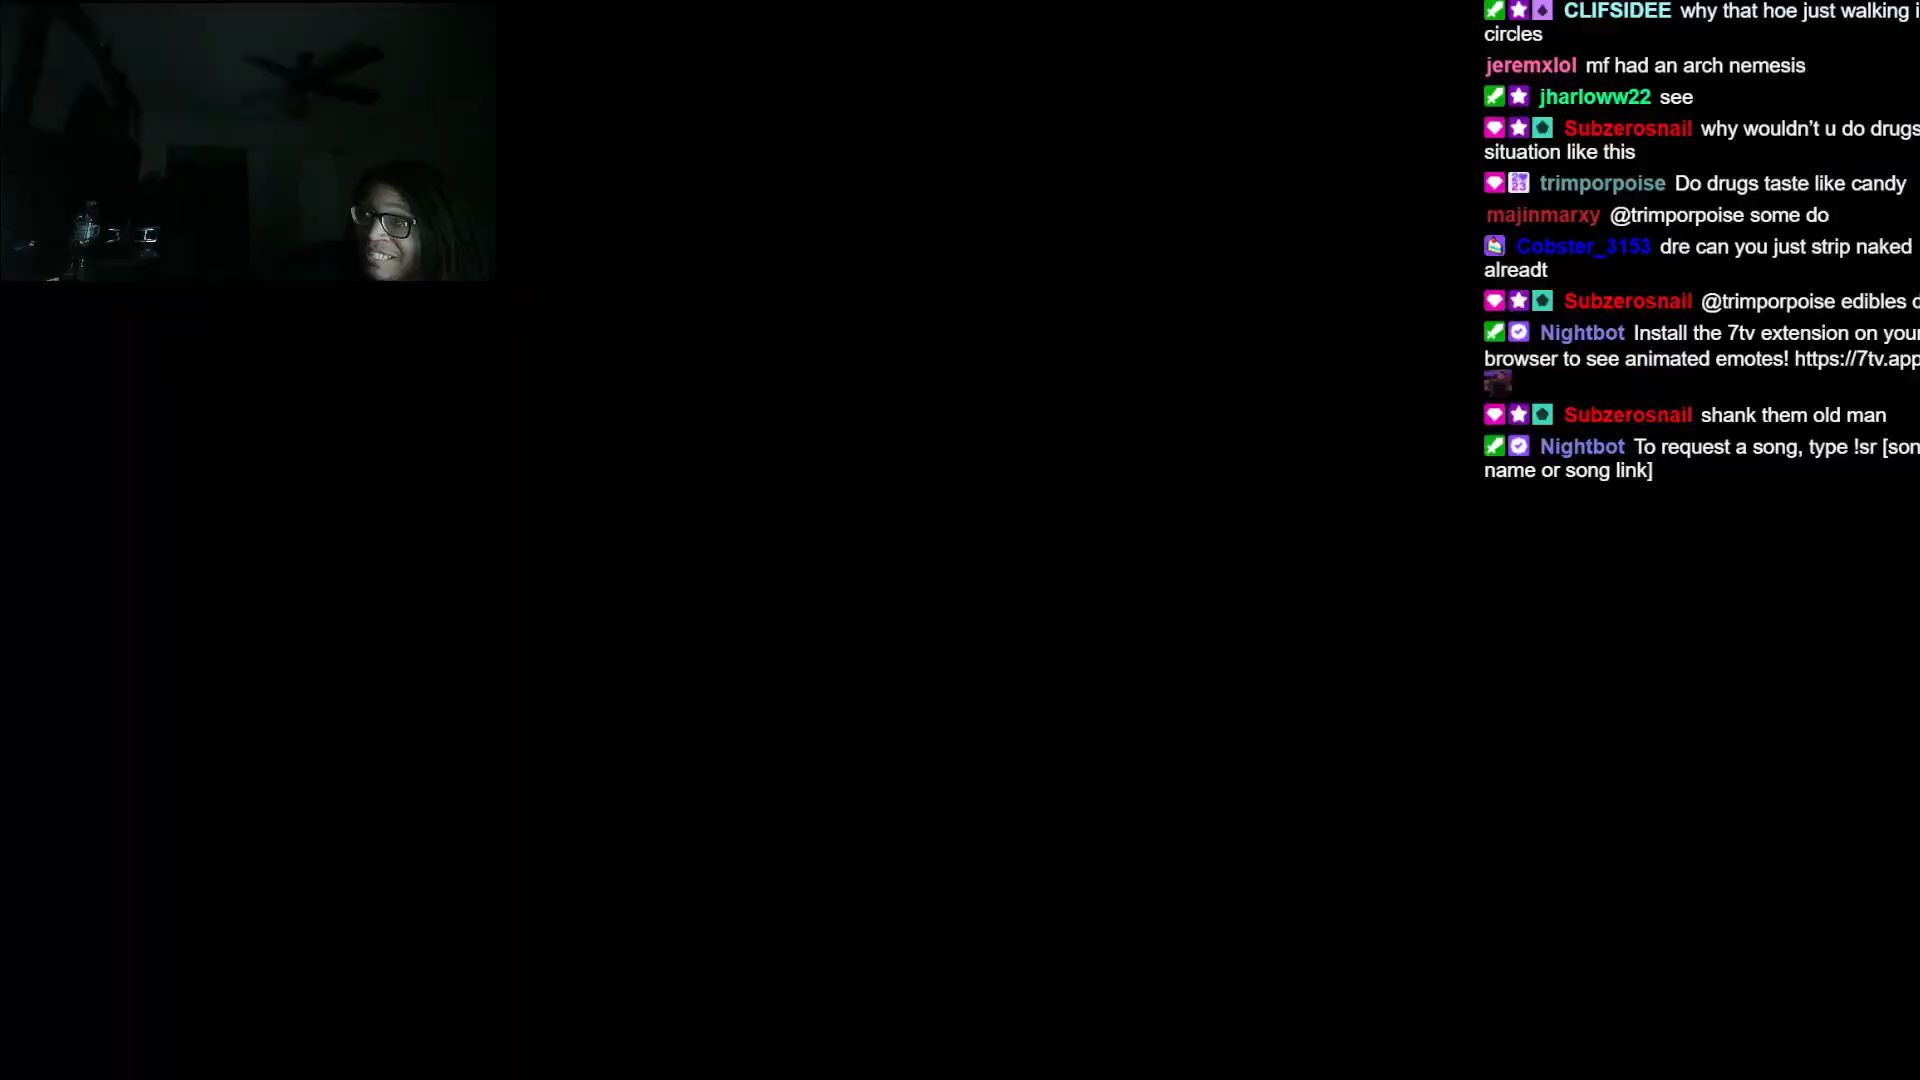 CLIFSIDEE why that hoe just walking i
circles
jeremxlol mf had an arch nemesis
jharloww22 see
Subzerosnail why wouldn't u do drugs
situation like this
trimporpoise Do drugs taste like candy
majinmarxy @trimporpoise some do
Cobster_3153 dre can you just strip naked
alreadt
Subzerosnail @trimporpoise edibles d
Nightbot Install the 7tv extension on your
browser to see animated emotes! https://7tv.app
Subzerosnail shank them old man
Nightbot To request a song, type !sr [son
name or song link]